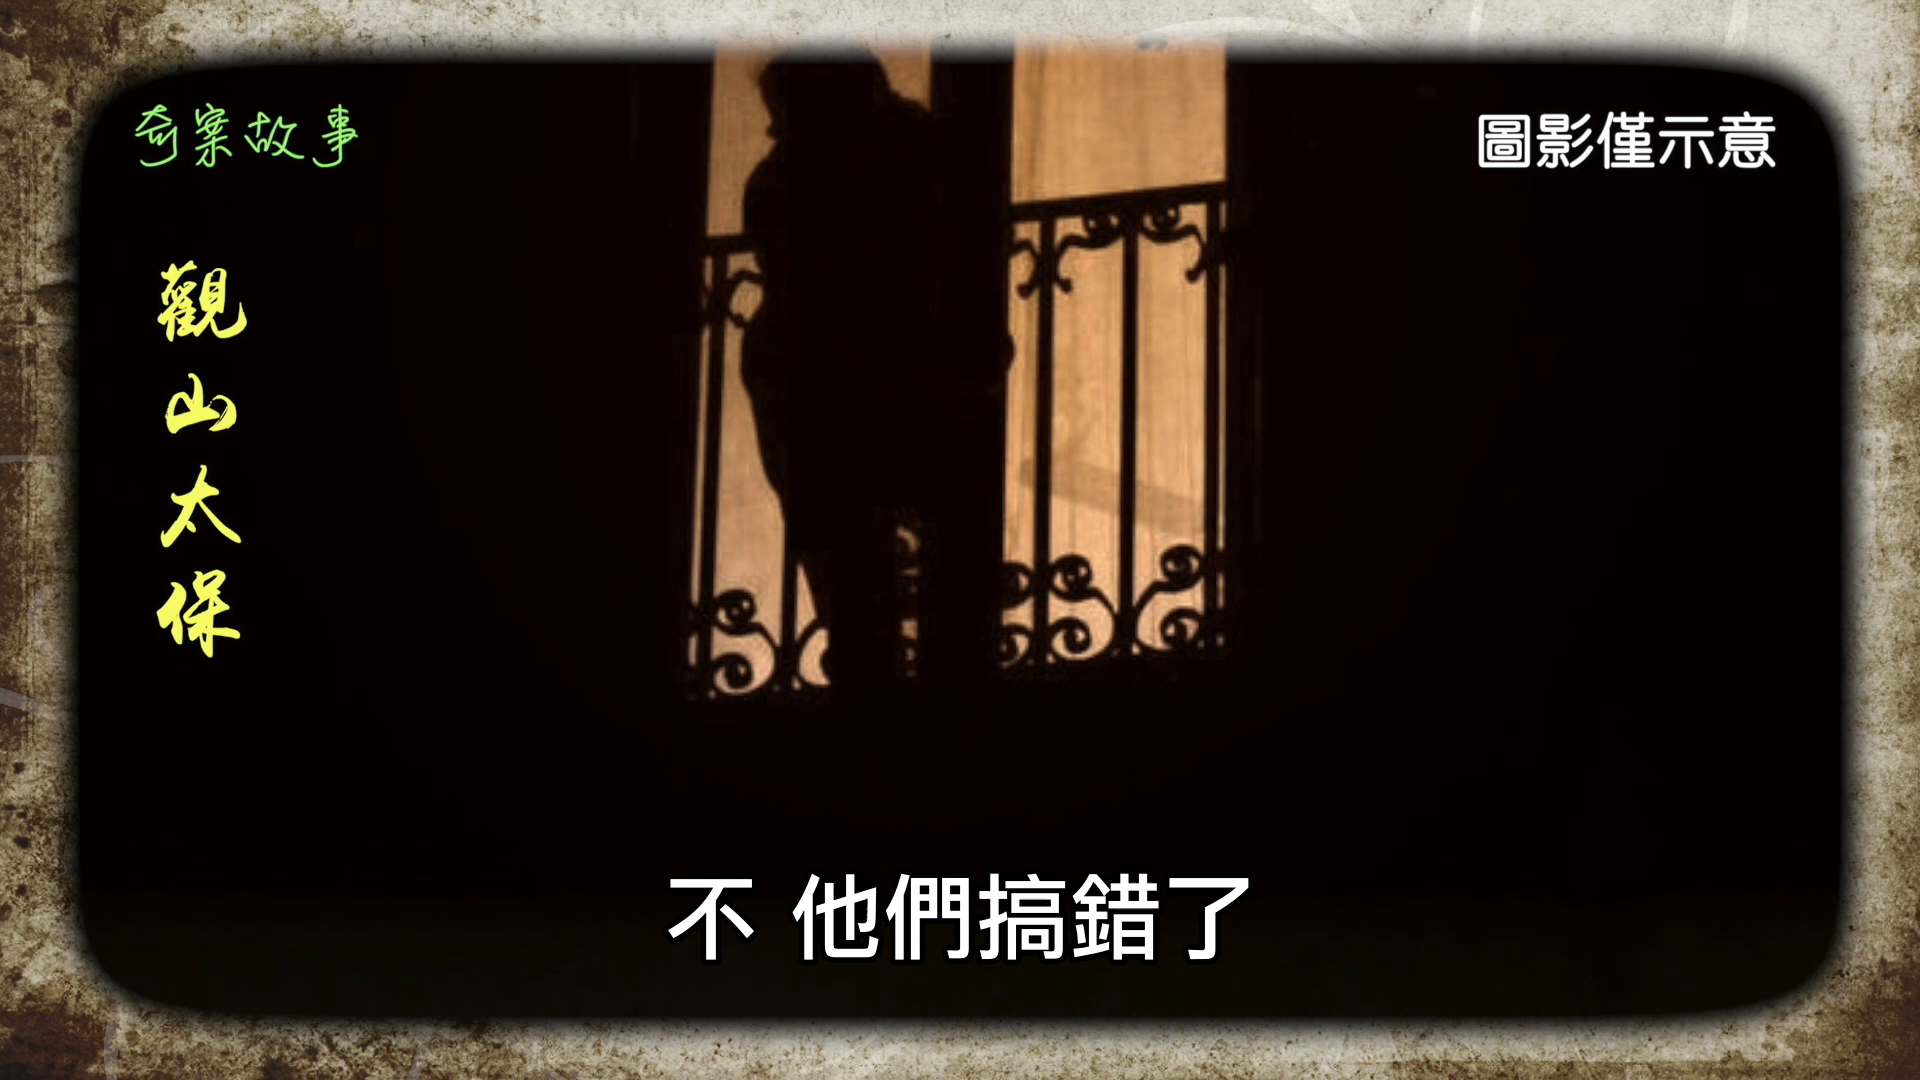 奇案故事
圖影僅示意
觀山太保
不 他們搞錯了